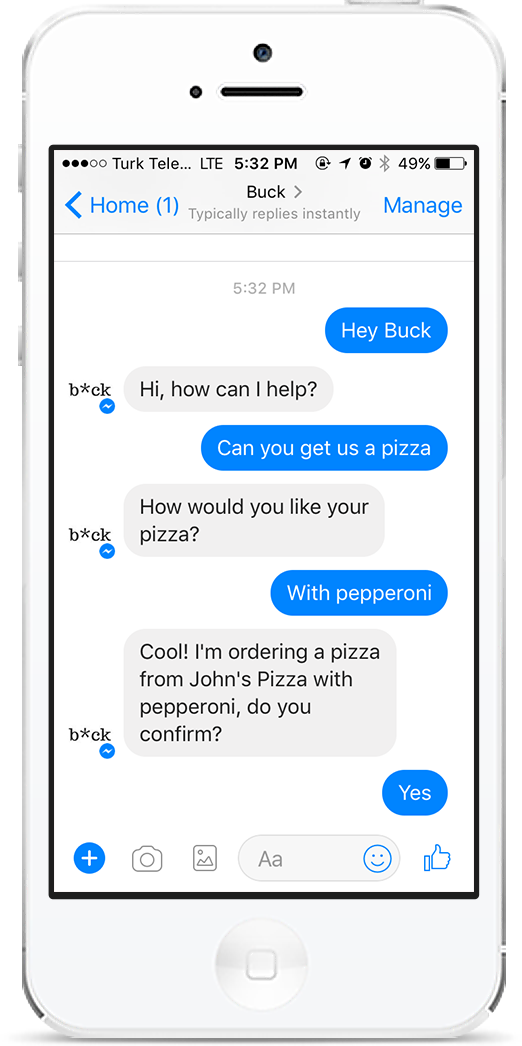 Turk Tele... LTE 5:32 PM 49%
Home (1) Buck Manage
Typically replies instantly
5:32 PM
Hey Buck
b*ck Hi, how can I help?
Can you get us a pizza
How would you like your
b*ck pizza?
With pepperoni
Cool! I'm ordering a pizza
from John's Pizza with
pepperoni, do you
b*ck confirm?
Yes
Aa